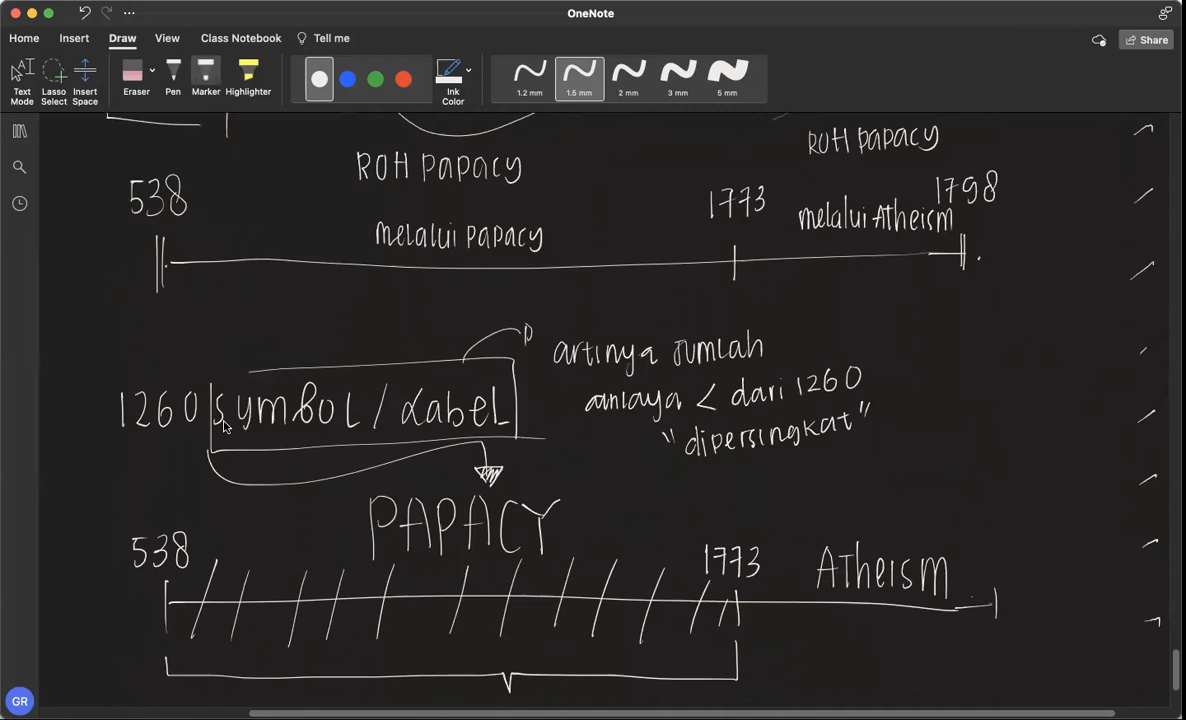 OneNote
Home Insert Draw View Class Notebook Tell me
Share
Text Mode
Lasso Select
Insert Space
Eraser
Pen
Marker
Highlighter
Ink Color
1.2 mm
1.5 mm
2 mm
3 mm
5 mm
ROH PAPACY
ROH PAPACY
538
1773
1798
melalui PAPACY
melalui Atheism
1260 symboL / LabeL
artinya Jumlah
anlaya < dari 1260
"dipersingkat"
PAPACY
538
1773
Atheism
GR